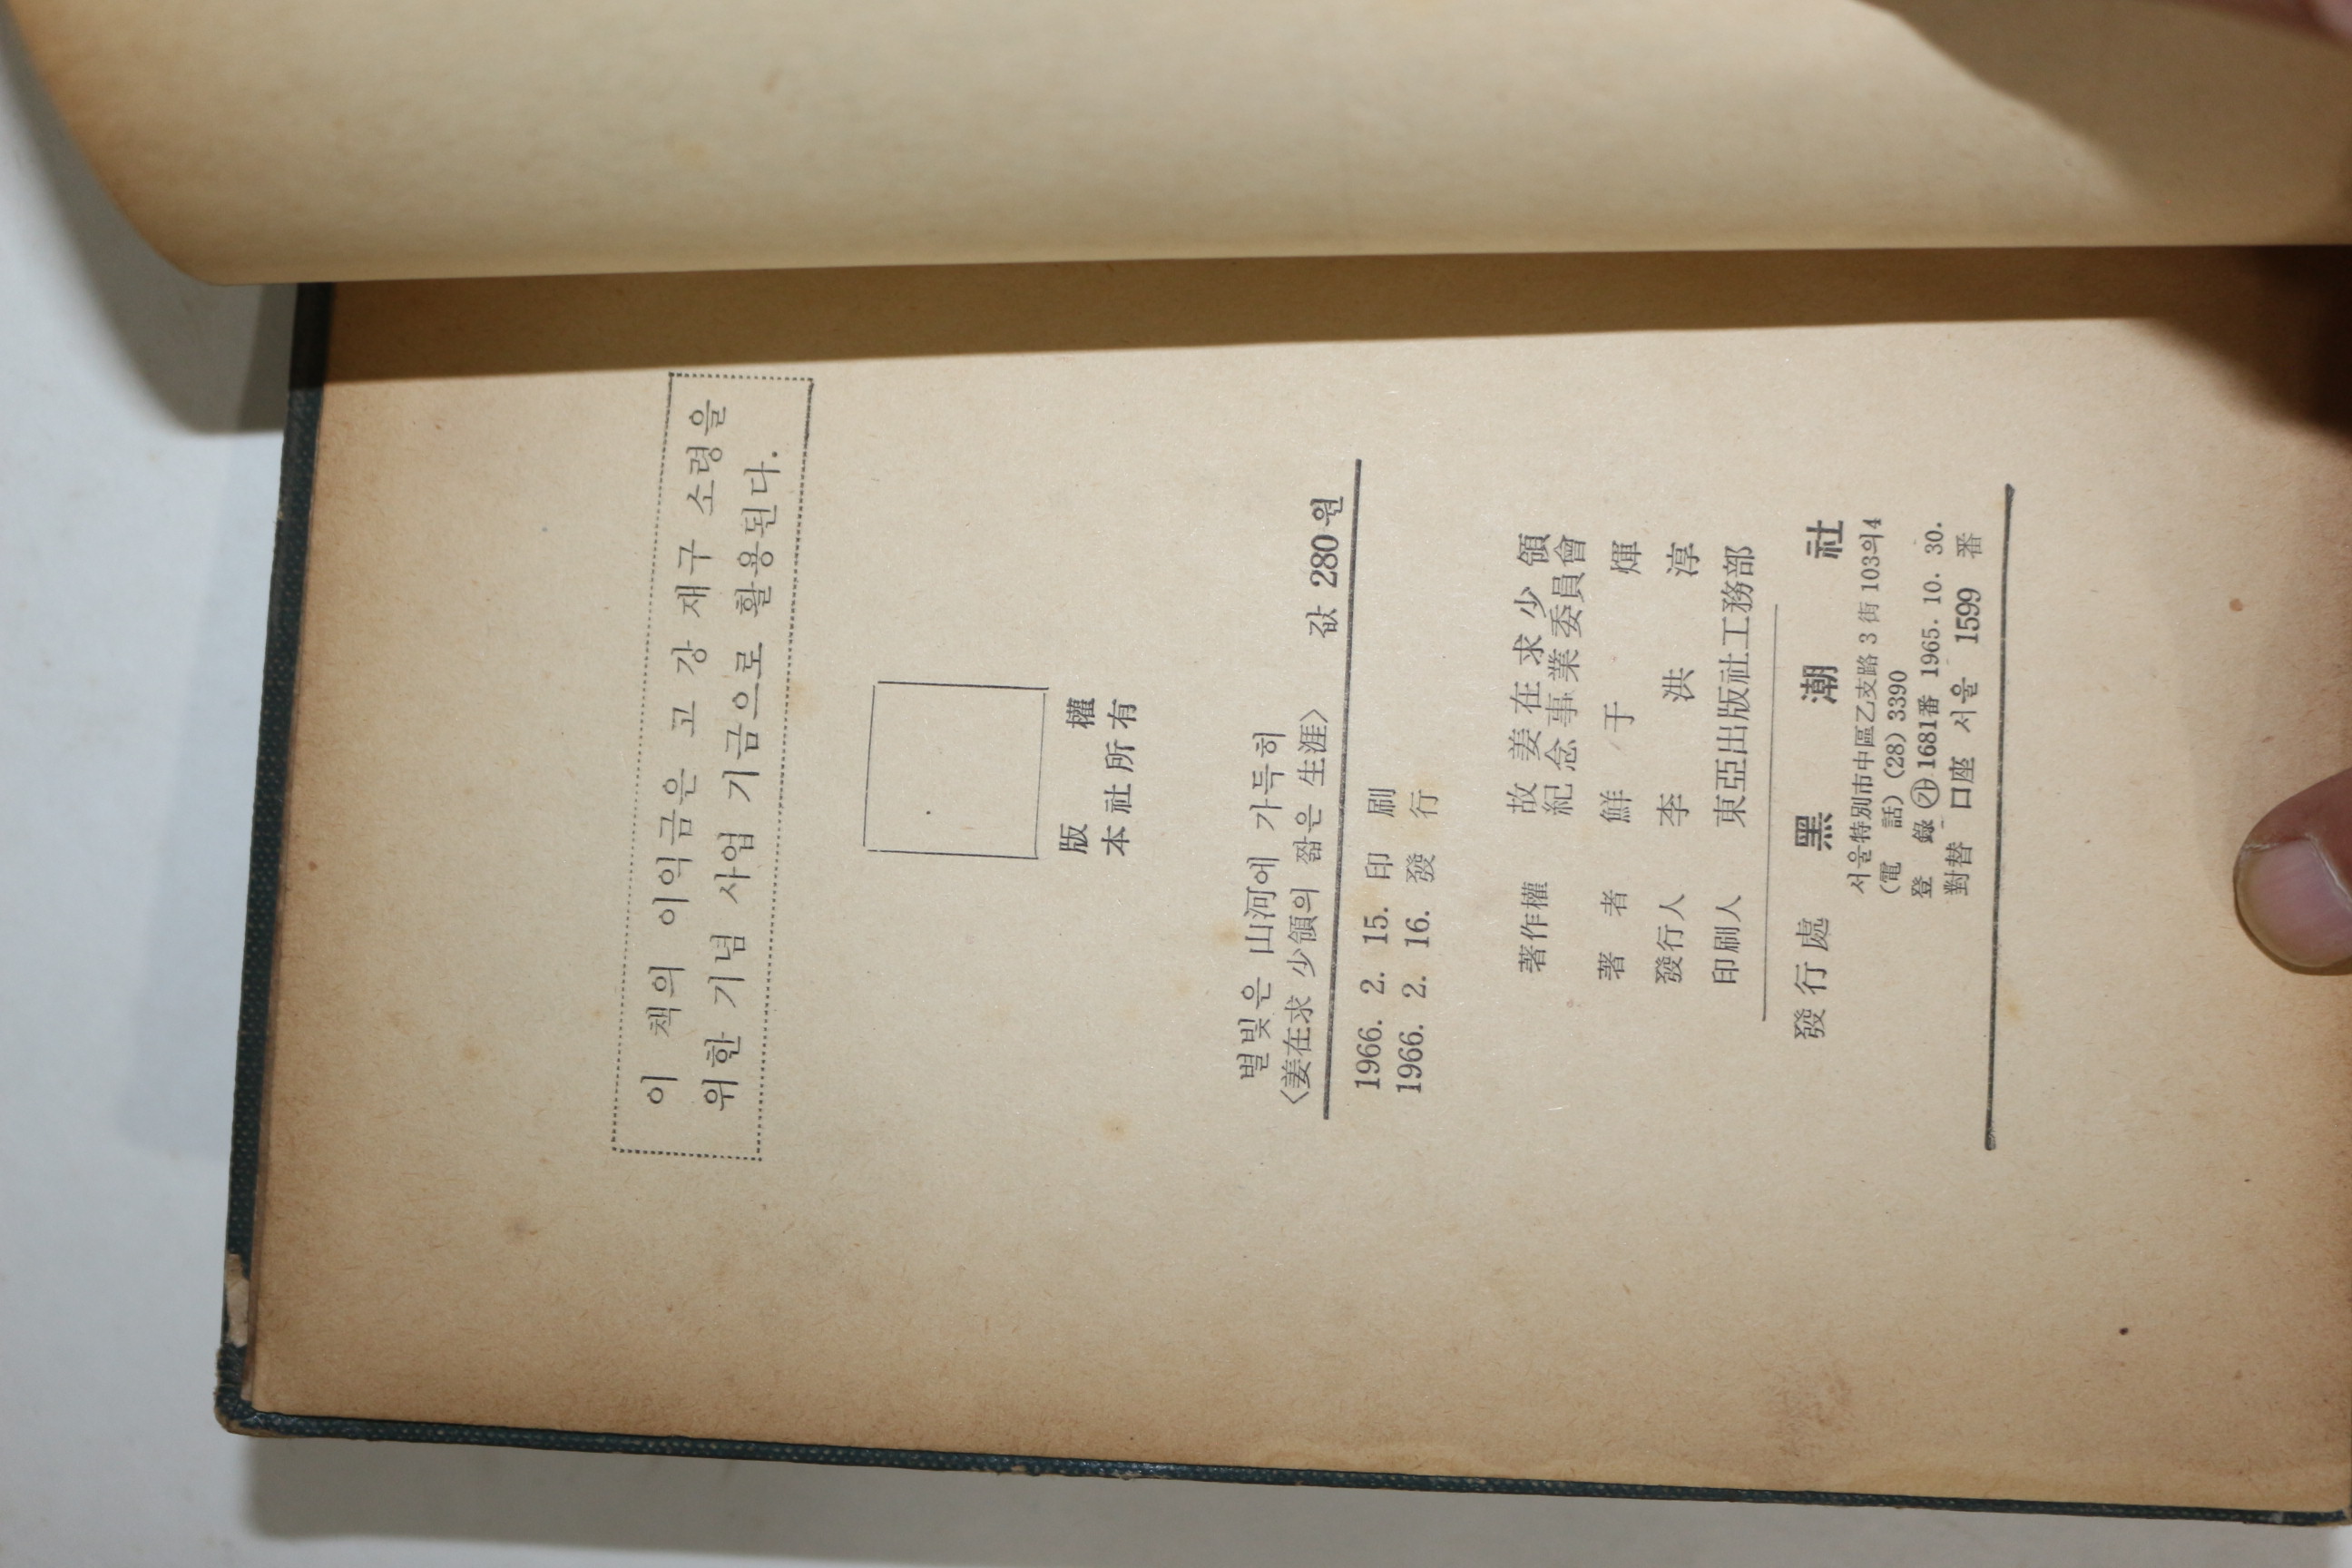 이 책의 이익금은 고 강 재구 소령을
위한 기념 사업 기금으로 활용된다.
版 權
本社所有
별빛은 山河에 가득히
〈姜在求 少領의 짧은 生涯〉 값 280원
1966. 2. 15. 印 刷
1966. 2. 16. 發 行
著作權 故 姜在求 少領
紀念事業委員會
著 者 鮮 于 煇
發行人 李 洪 淳
印刷人 東亞出版社工務部
發行處 黑 潮 社
서울特別市中區乙支路 3 街 103의4
(電 話) (28) 3390
登 錄 ㉮ 1681番 1965. 10. 30.
對替 口座 서울 1599 番